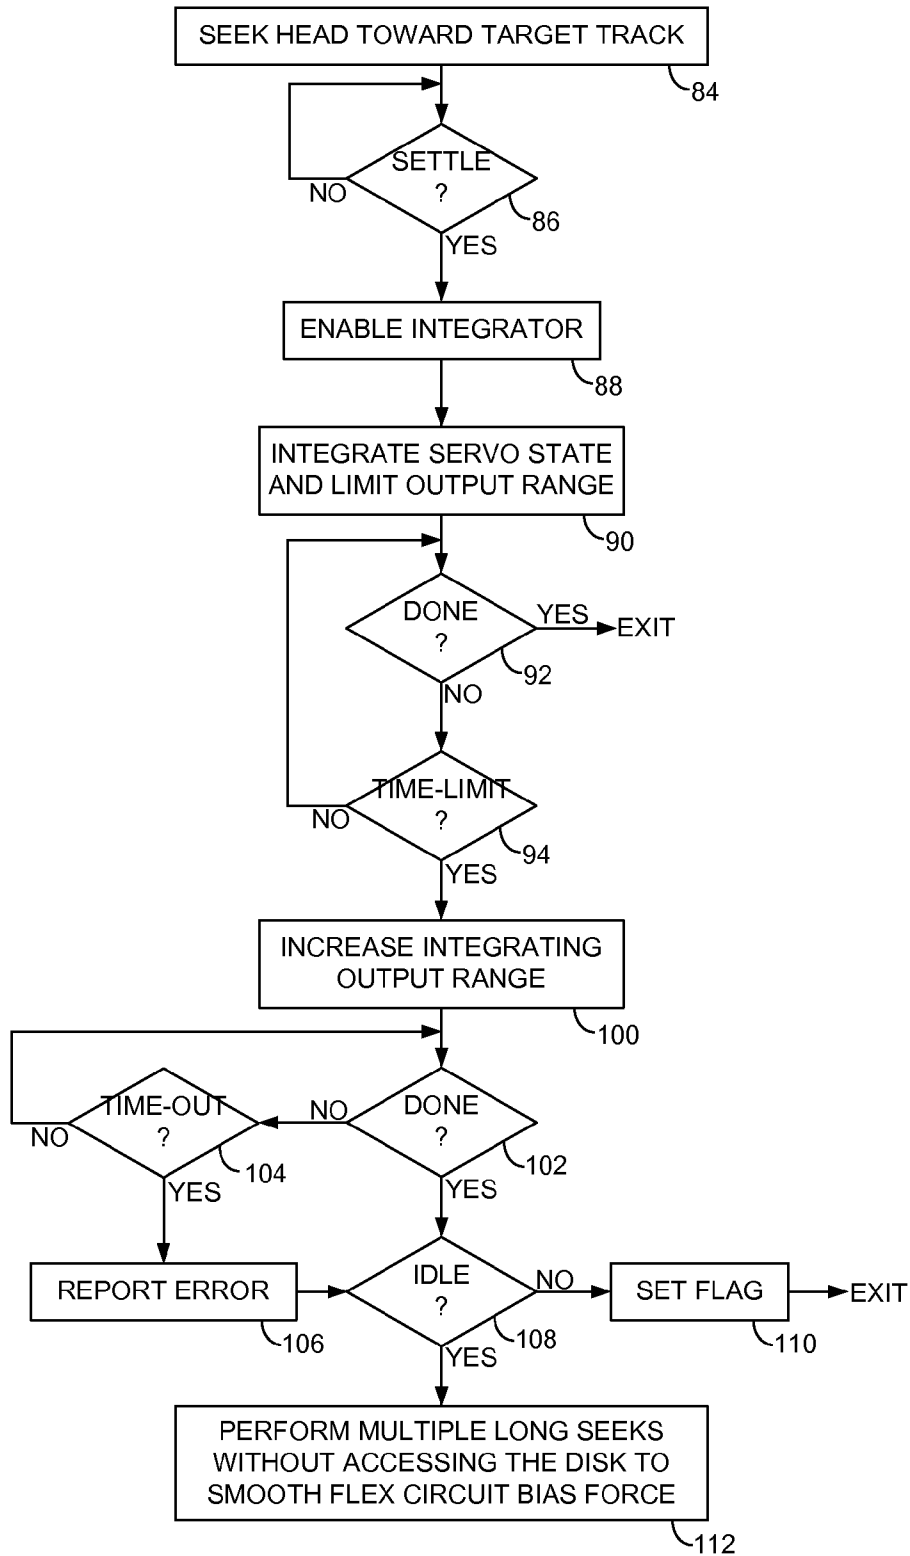 SEEK HEAD TOWARD TARGET TRACK
84
SETTLE
?
NO
86
YES
ENABLE INTEGRATOR
88
INTEGRATE SERVO STATE
AND LIMIT OUTPUT RANGE
90
DONE
?
YES
EXIT
92
NO
TIME-LIMIT
?
NO
94
YES
INCREASE INTEGRATING
OUTPUT RANGE
100
TIME-OUT
?
NO
DONE
?
NO
104
102
YES
YES
REPORT ERROR
106
IDLE
?
NO
SET FLAG
EXIT
108
110
YES
PERFORM MULTIPLE LONG SEEKS
WITHOUT ACCESSING THE DISK TO
SMOOTH FLEX CIRCUIT BIAS FORCE
112